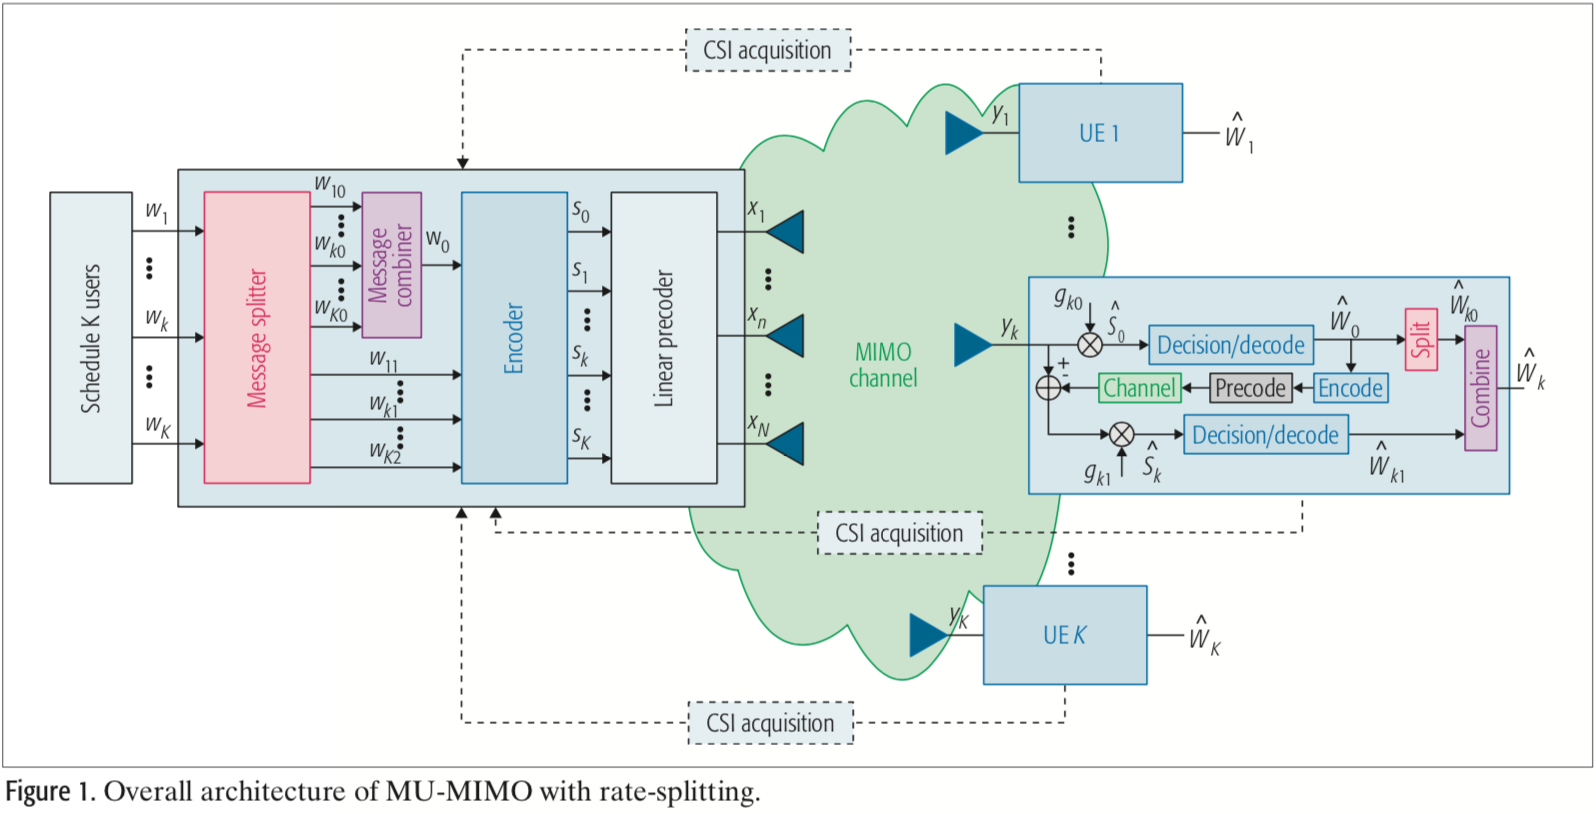 CSI acquisition
y1
UE 1
Ŵ1
Schedule K users
w1
wk
wK
Message splitter
w10
wk0
wK0
Message
combiner
w0
w11
wk1
wK2
Encoder
s0
s1
sk
sK
Linear precoder
x1
xn
xN
MIMO
channel
yk
gk0
Ŝ0
Decision/decode
Ŵ0
Split
Ŵk0
+
-
Channel
Precode
Encode
Combine
Ŵk
gk1
Ŝk
Decision/decode
Ŵk1
CSI acquisition
yK
UE K
ŴK
CSI acquisition
Figure 1. Overall architecture of MU-MIMO with rate-splitting.